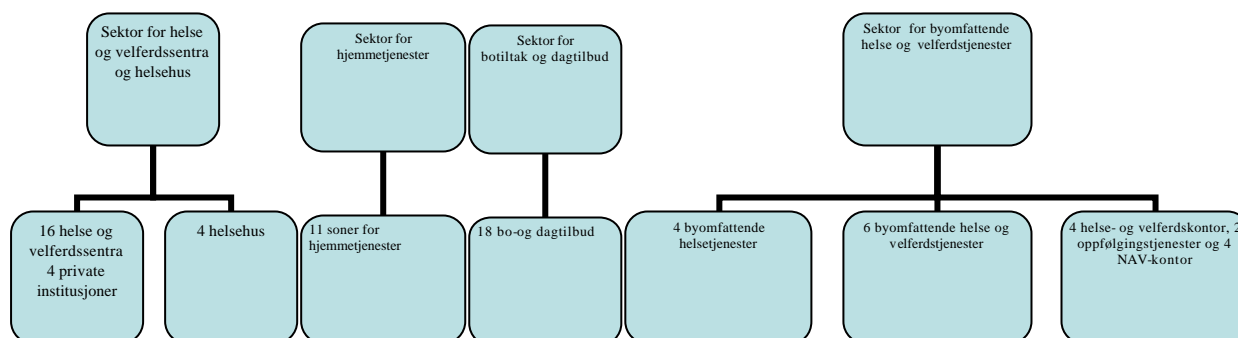 Sektor for helse
og velferdssentra
og helsehus
Sektor for
hjemmetjenester
Sektor for
botiltak og dagtilbud
Sektor for byomfattende
helse og velferdstjenester
16 helse og
velferdssentra
4 private
institusjoner
4 helsehus
11 soner for
hjemmetjenester
18 bo-og dagtilbud
4 byomfattende
helsetjenester
6 byomfattende helse og
velferdstjenester
4 helse- og velferdskontor, 2
oppfølgingstjenester og 4
NAV-kontor